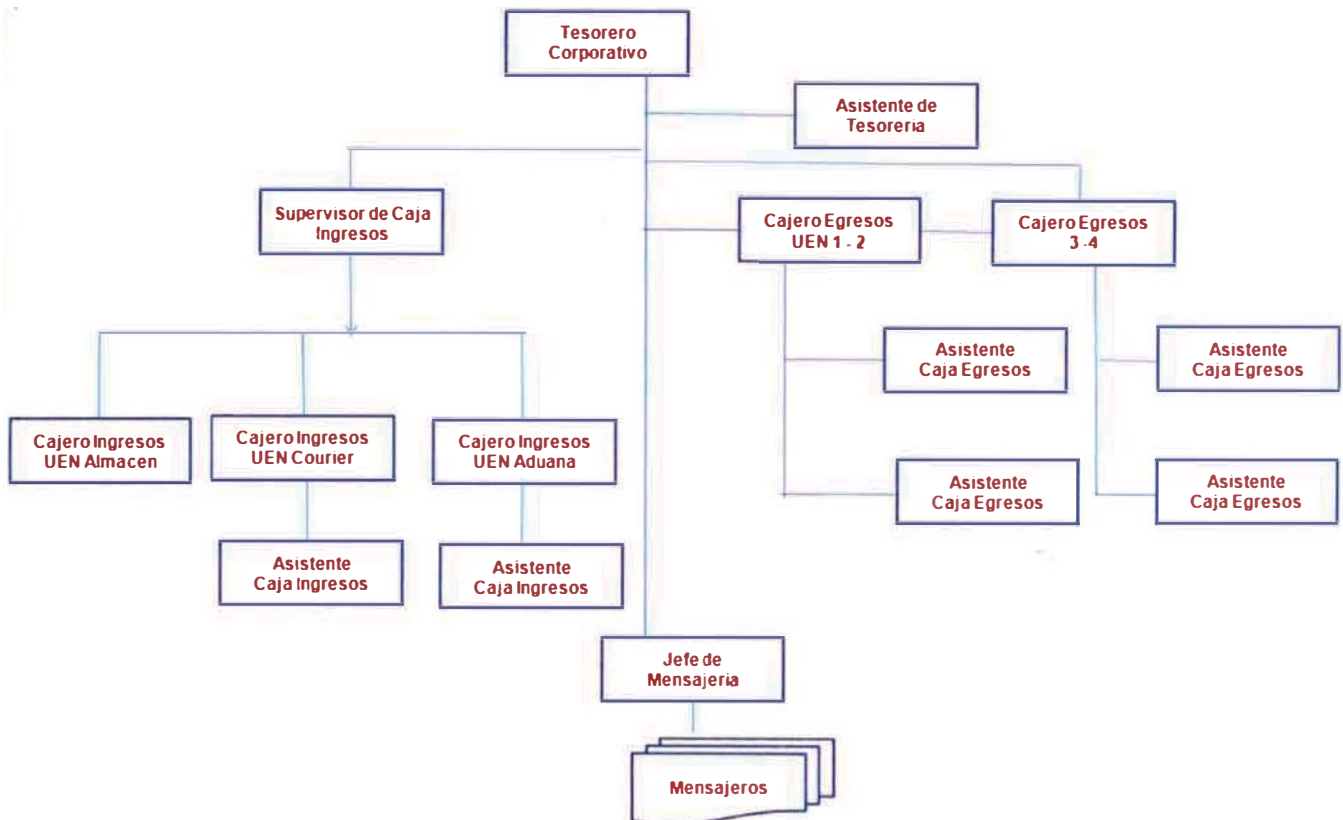 Tesorero
Corporativo
Asistente de
Tesoreria
Supervisor de Caja
Ingresos
Cajero Egresos
UEN 1 - 2
Cajero Egresos
3 -4
Asistente
Caja Egresos
Asistente
Caja Egresos
Cajero Ingresos
UEN Almacen
Cajero Ingresos
UEN Courier
Cajero Ingresos
UEN Aduana
Asistente
Caja Egresos
Asistente
Caja Egresos
Asistente
Caja Ingresos
Asistente
Caja Ingresos
Jefe de
Mensajeria
Mensajeros